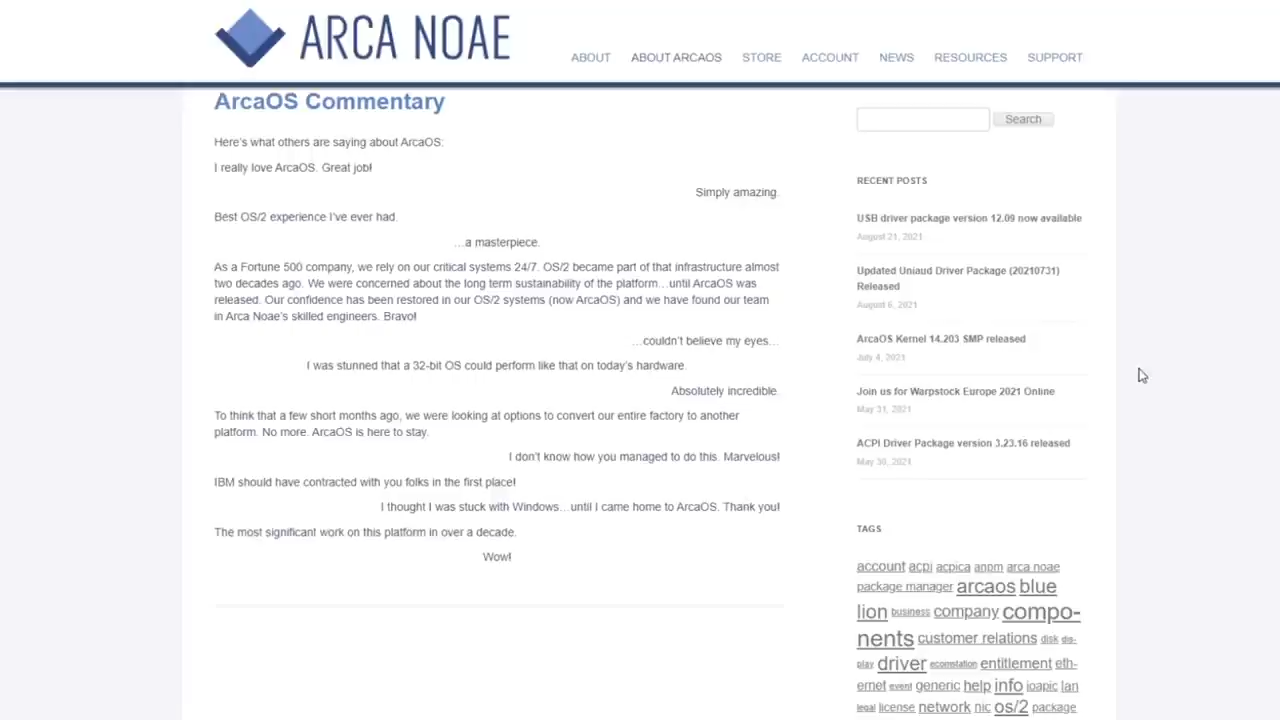 ARCA NOAE
ABOUT ABOUT ARCAOS STORE ACCOUNT NEWS RESOURCES SUPPORT
ArcaOS Commentary
Here's what others are saying about ArcaOS:
I really love ArcaOS. Great job!
Simply amazing.
Best OS/2 experience I've ever had.
…a masterpiece.
As a Fortune 500 company, we rely on our critical systems 24/7. OS/2 became part of that infrastructure almost
two decades ago. We were concerned about the long term sustainability of the platform…until ArcaOS was
released. Our confidence has been restored in our OS/2 systems (now ArcaOS) and we have found our team
in Arca Noae's skilled engineers. Bravo!
…couldn't believe my eyes…
I was stunned that a 32-bit OS could perform like that on today's hardware.
Absolutely incredible.
To think that a few short months ago, we were looking at options to convert our entire factory to another
platform. No more. ArcaOS is here to stay.
I don't know how you managed to do this. Marvelous!
IBM should have contracted with you folks in the first place!
I thought I was stuck with Windows…until I came home to ArcaOS. Thank you!
The most significant work on this platform in over a decade.
Wow!
Search
RECENT POSTS
USB driver package version 12.09 now available
August 21, 2021
Updated Uniaud Driver Package (20210731)
Released
August 6, 2021
ArcaOS Kernel 14.203 SMP released
July 4, 2021
Join us for Warpstock Europe 2021 Online
May 31, 2021
ACPI Driver Package version 3.23.16 released
May 30, 2021
TAGS
account acpi acpica anpm arca noae
package manager arcaos blue
lion business company compo-
nents customer relations disk dis-
play driver ecomstation entitlement eth-
ernet event generic help info ioapic lan
legal license network nic os/2 package